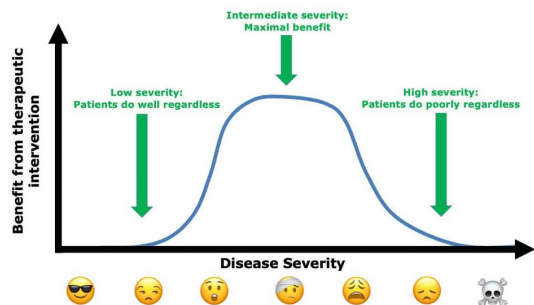 Intermediate severity:
Maximal benefit
Low severity:
Patients do well regardless
High severity:
Patients do poorly regardless
Benefit from therapeutic
intervention
Disease Severity